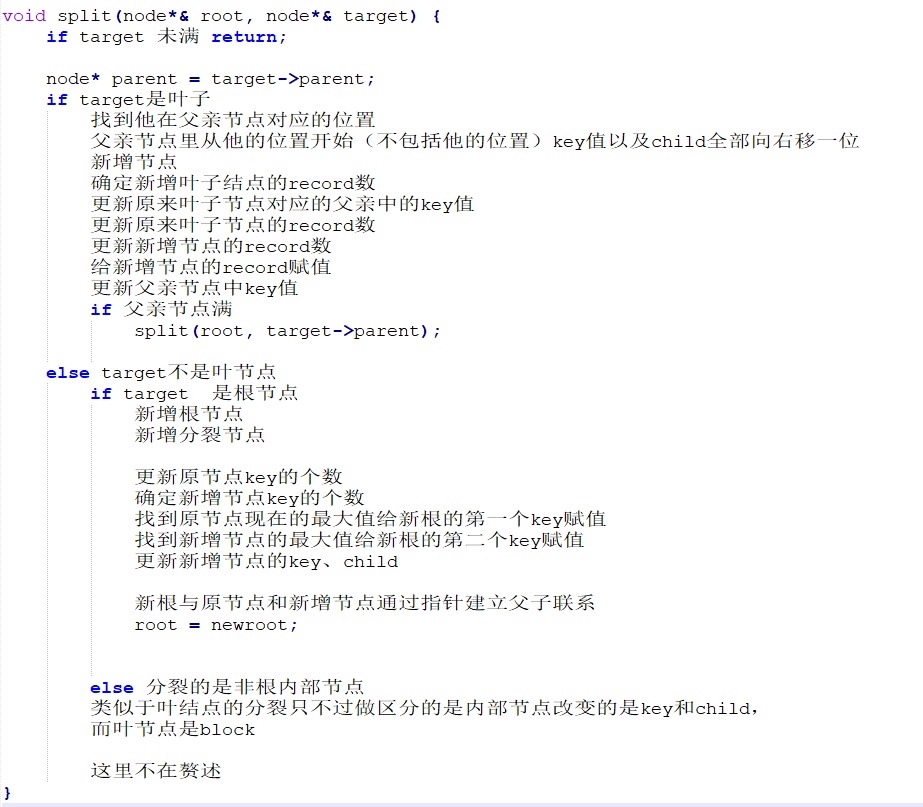 void split(node*& root, node*& target) {
    if target 未满 return;

    node* parent = target->parent;
    if target是叶子
        找到他在父亲节点对应的位置
        父亲节点里从他的位置开始（不包括他的位置）key值以及child全部向右移一位
        新增节点
        确定新增叶子结点的record数
        更新原来叶子节点对应的父亲中的key值
        更新原来叶子节点的record数
        更新新增节点的record数
        给新增节点的record赋值
        更新父亲节点中key值
        if 父亲节点满
            split(root, target->parent);

    else target不是叶节点
        if target  是根节点
            新增根节点
            新增分裂节点

            更新原节点key的个数
            确定新增节点key的个数
            找到原节点现在的最大值给新根的第一个key赋值
            找到新增节点的最大值给新根的第二个key赋值
            更新新增节点的key、child

            新根与原节点和新增节点通过指针建立父子联系
            root = newroot;


        else 分裂的是非根内部节点
        类似于叶结点的分裂只不过做区分的是内部节点改变的是key和child，
        而叶节点是block

        这里不在赘述
}